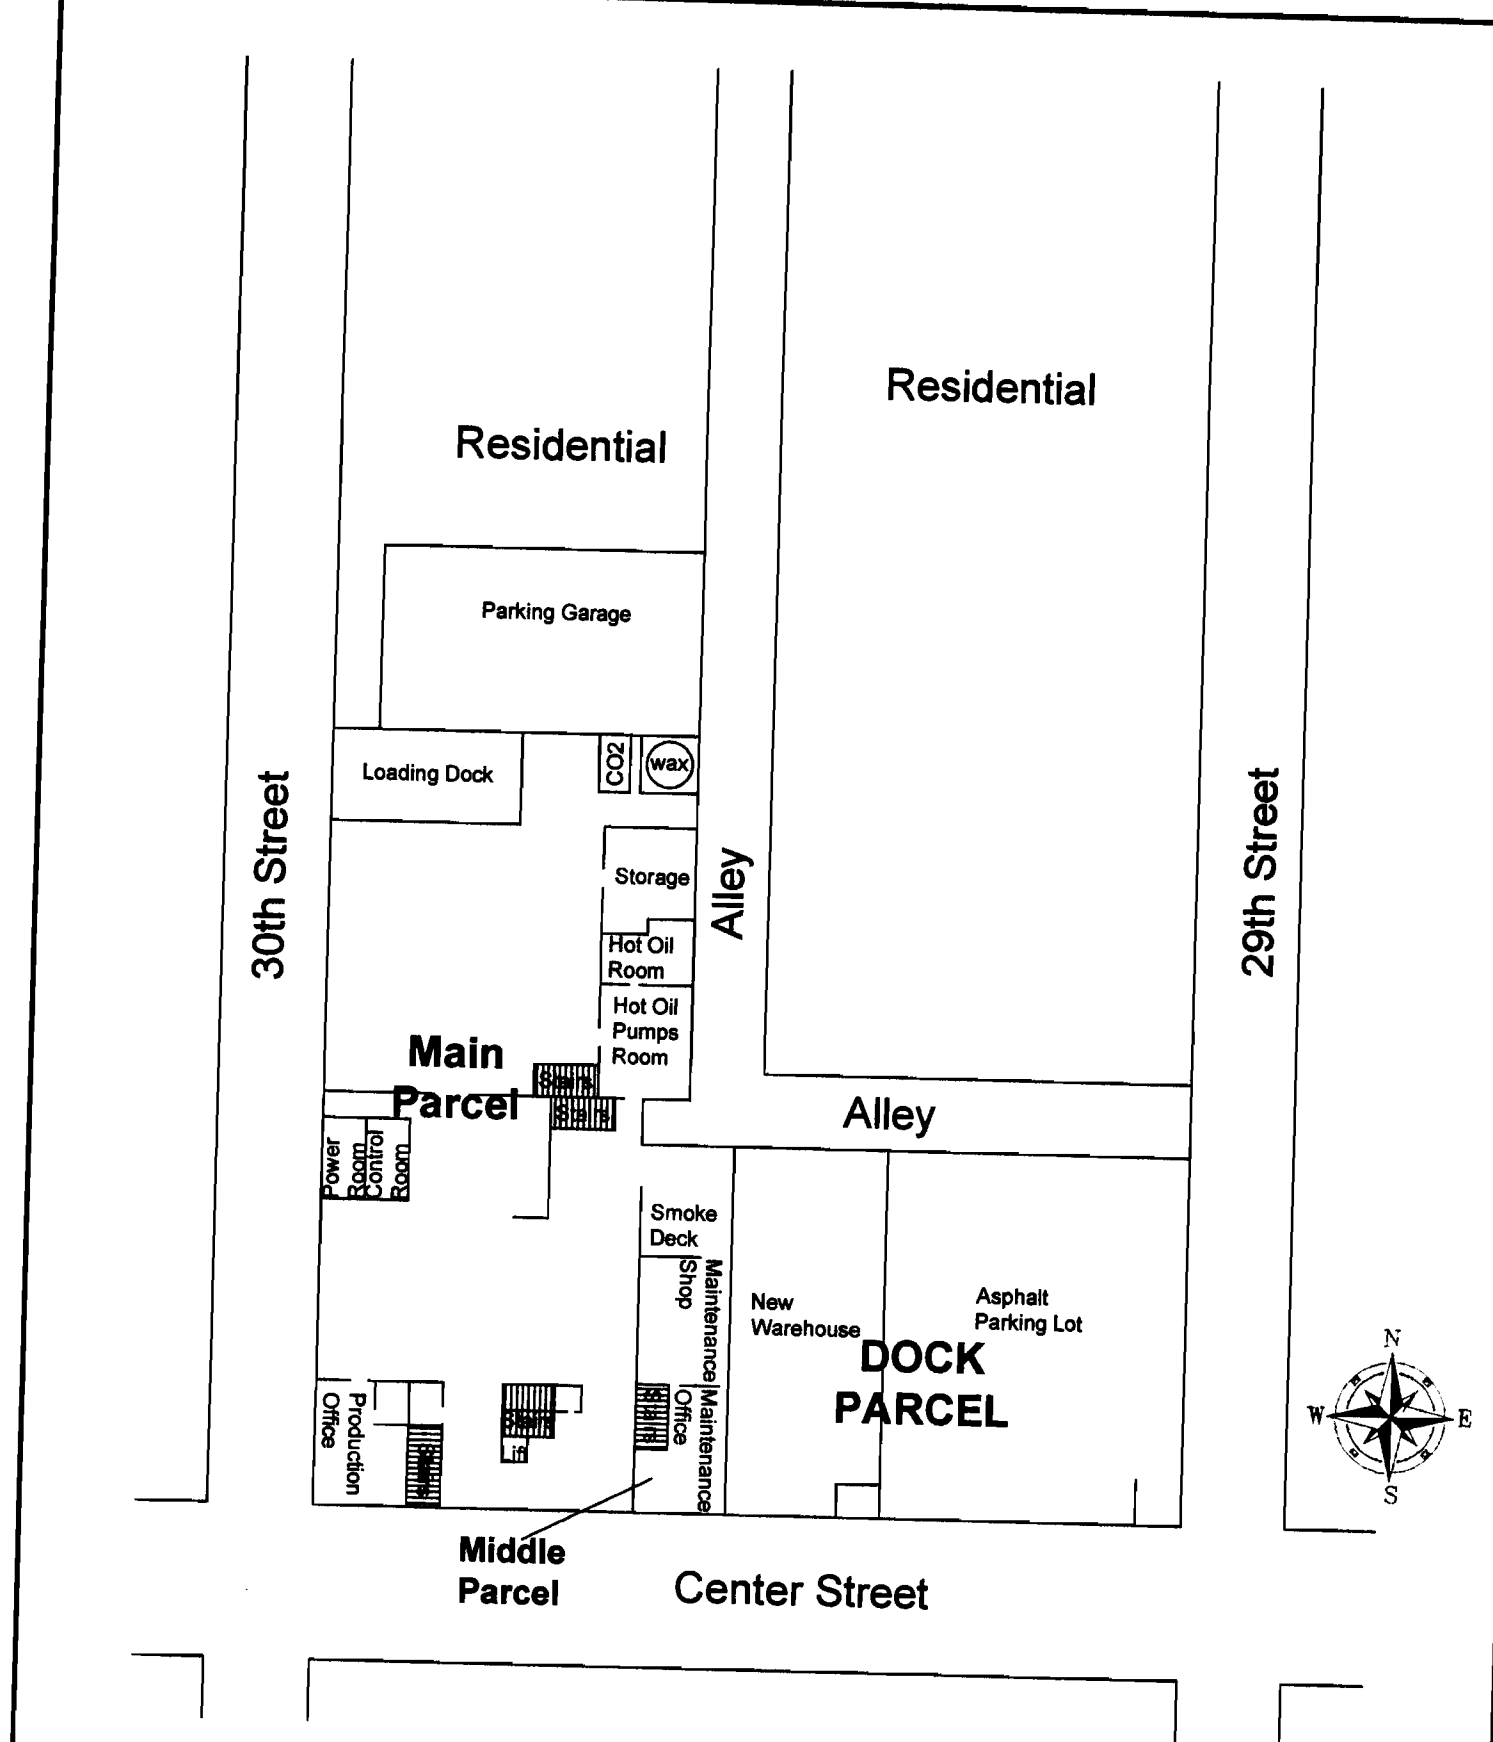 Residential
Residential
Parking Garage
Loading Dock
CO2
wax
30th Street
29th Street
Storage
Alley
Hot Oil
Room
Hot Oil
Pumps
Room
Main
Parcel
Stairs
Stairs
Alley
Power
Room
Control
Room
Smoke
Deck
Maintenance
Shop
New
Warehouse
Asphalt
Parking Lot
DOCK
PARCEL
Production
Office
Stairs
Stairs
Lift
Stairs
Maintenance
Office
N
W
E
S
Middle
Parcel
Center Street